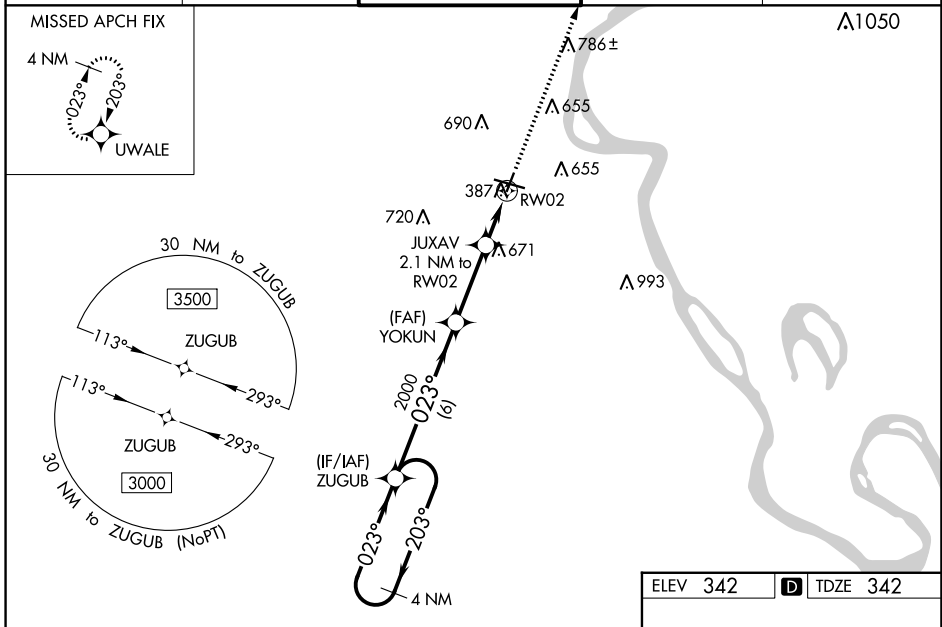 MISSED APCH FIX
4 NM
023°
203°
UWALE
1050
786±
655
690
655
387
RW02
720
JUXAV
2.1 NM to
RW02
671
993
(FAF)
YOKUN
2000
023°
(6)
(IF/IAF)
ZUGUB
023°
203°
4 NM
30 NM to ZUGUB
3500
113°
ZUGUB
293°
113°
ZUGUB
293°
3000
30 NM to ZUGUB (NoPT)
ELEV 342 D TDZE 342